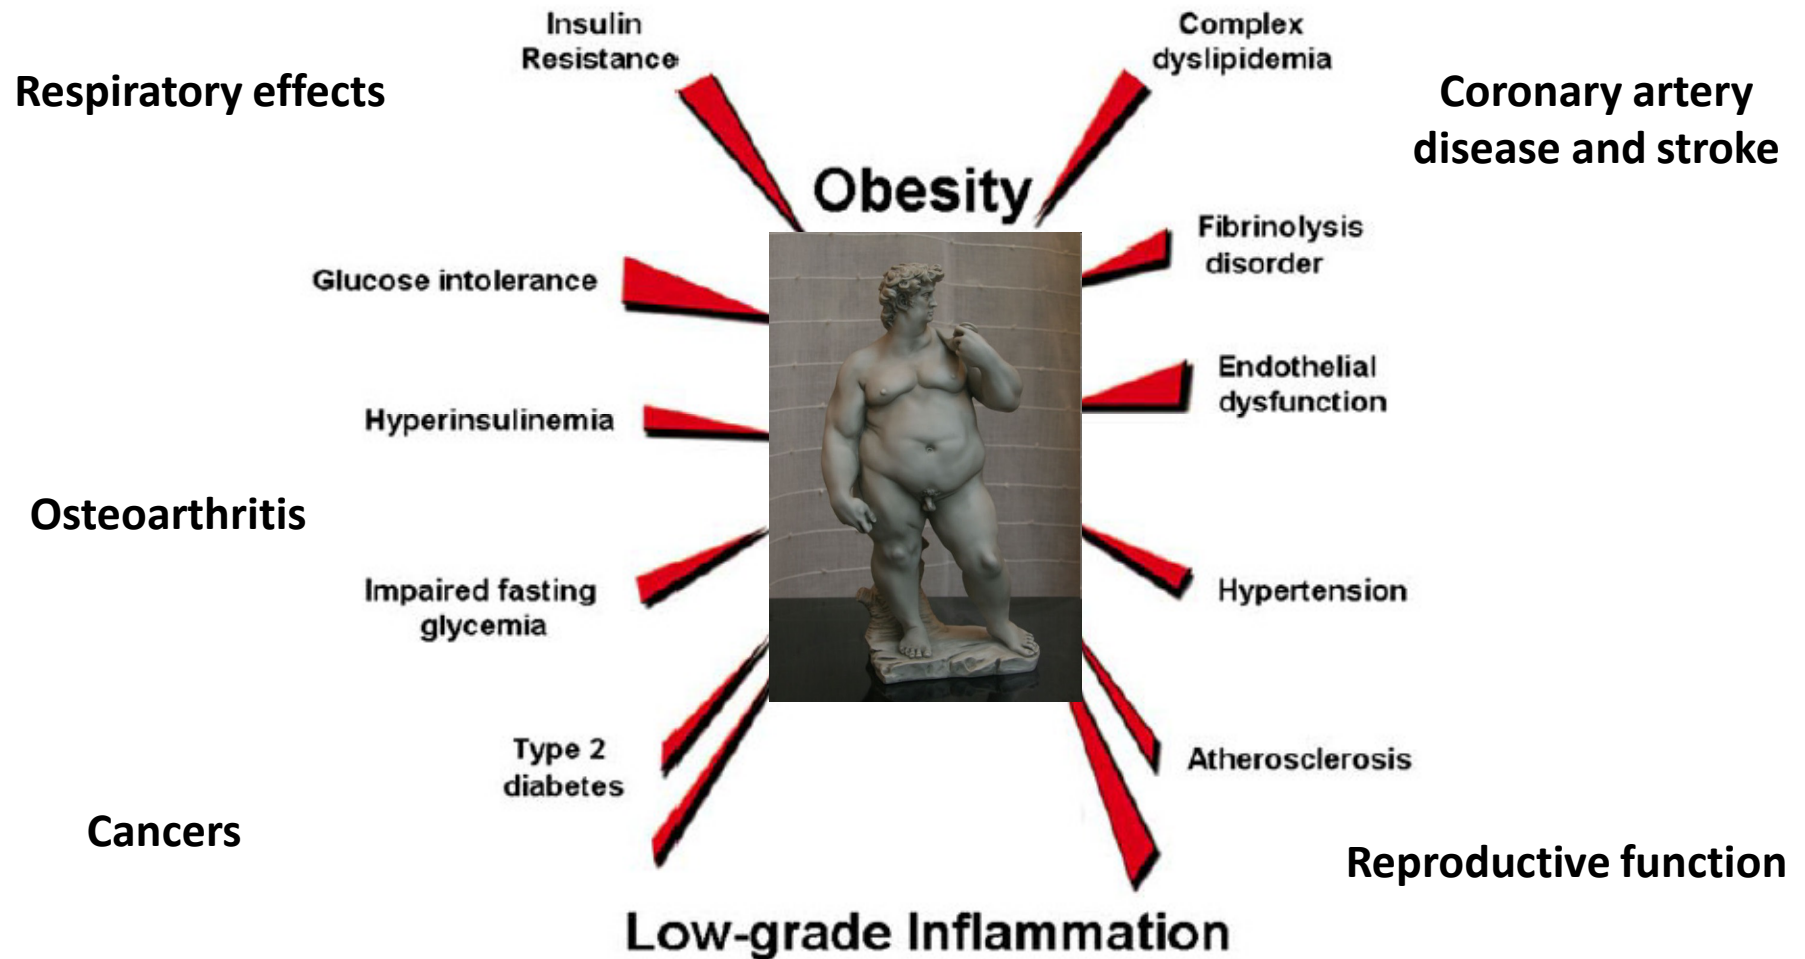 Insulin
Resistance
Complex
dyslipidemia
Respiratory effects
Coronary artery
disease and stroke
Obesity
Fibrinolysis
disorder
Glucose intolerance
Endothelial
dysfunction
Hyperinsulinemia
Osteoarthritis
Impaired fasting
glycemia
Hypertension
Type 2
diabetes
Atherosclerosis
Cancers
Reproductive function
Low-grade Inflammation